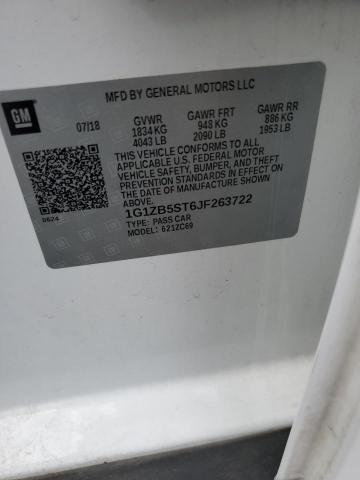 GM
MFD BY GENERAL MOTORS LLC
07/18 GVWR GAWR FRT GAWR RR
1834 KG 948 KG 886 KG
4043 LB 2090 LB 1953 LB
THIS VEHICLE CONFORMS TO ALL
APPLICABLE U.S. FEDERAL MOTOR
VEHICLE SAFETY, BUMPER, AND THEFT
PREVENTION STANDARDS IN EFFECT ON
THE DATE OF MANUFACTURE SHOWN ABOVE.
0624 1G1ZB5ST6JF263722
TYPE: PASS CAR
MODEL: 621ZC69